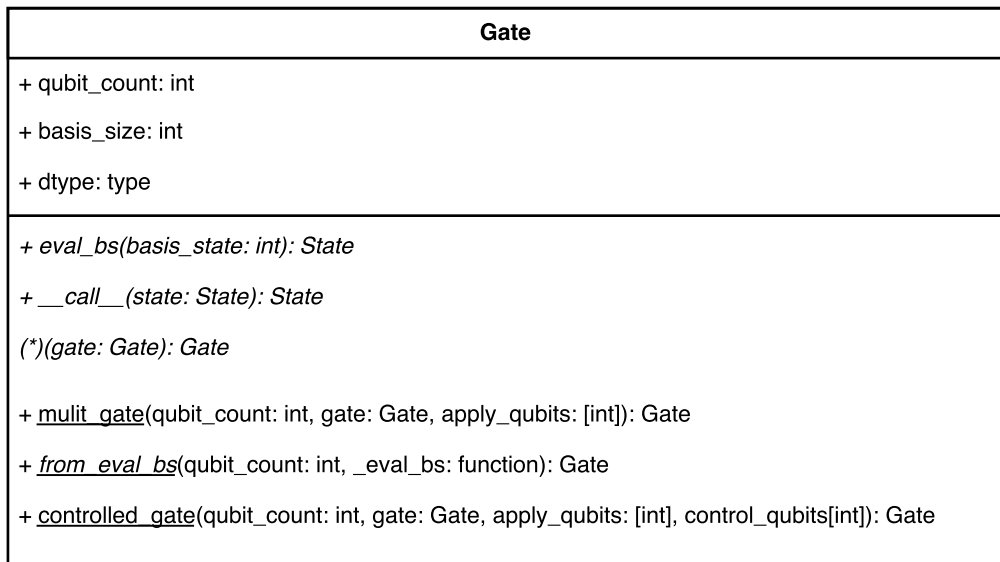 Gate
+ qubit_count: int
+ basis_size: int
+ dtype: type
+ eval_bs(basis_state: int): State
+ __call__(state: State): State
(*)(gate: Gate): Gate
+ mulit_gate(qubit_count: int, gate: Gate, apply_qubits: [int]): Gate
+ from_eval_bs(qubit_count: int, _eval_bs: function): Gate
+ controlled_gate(qubit_count: int, gate: Gate, apply_qubits: [int], control_qubits[int]): Gate